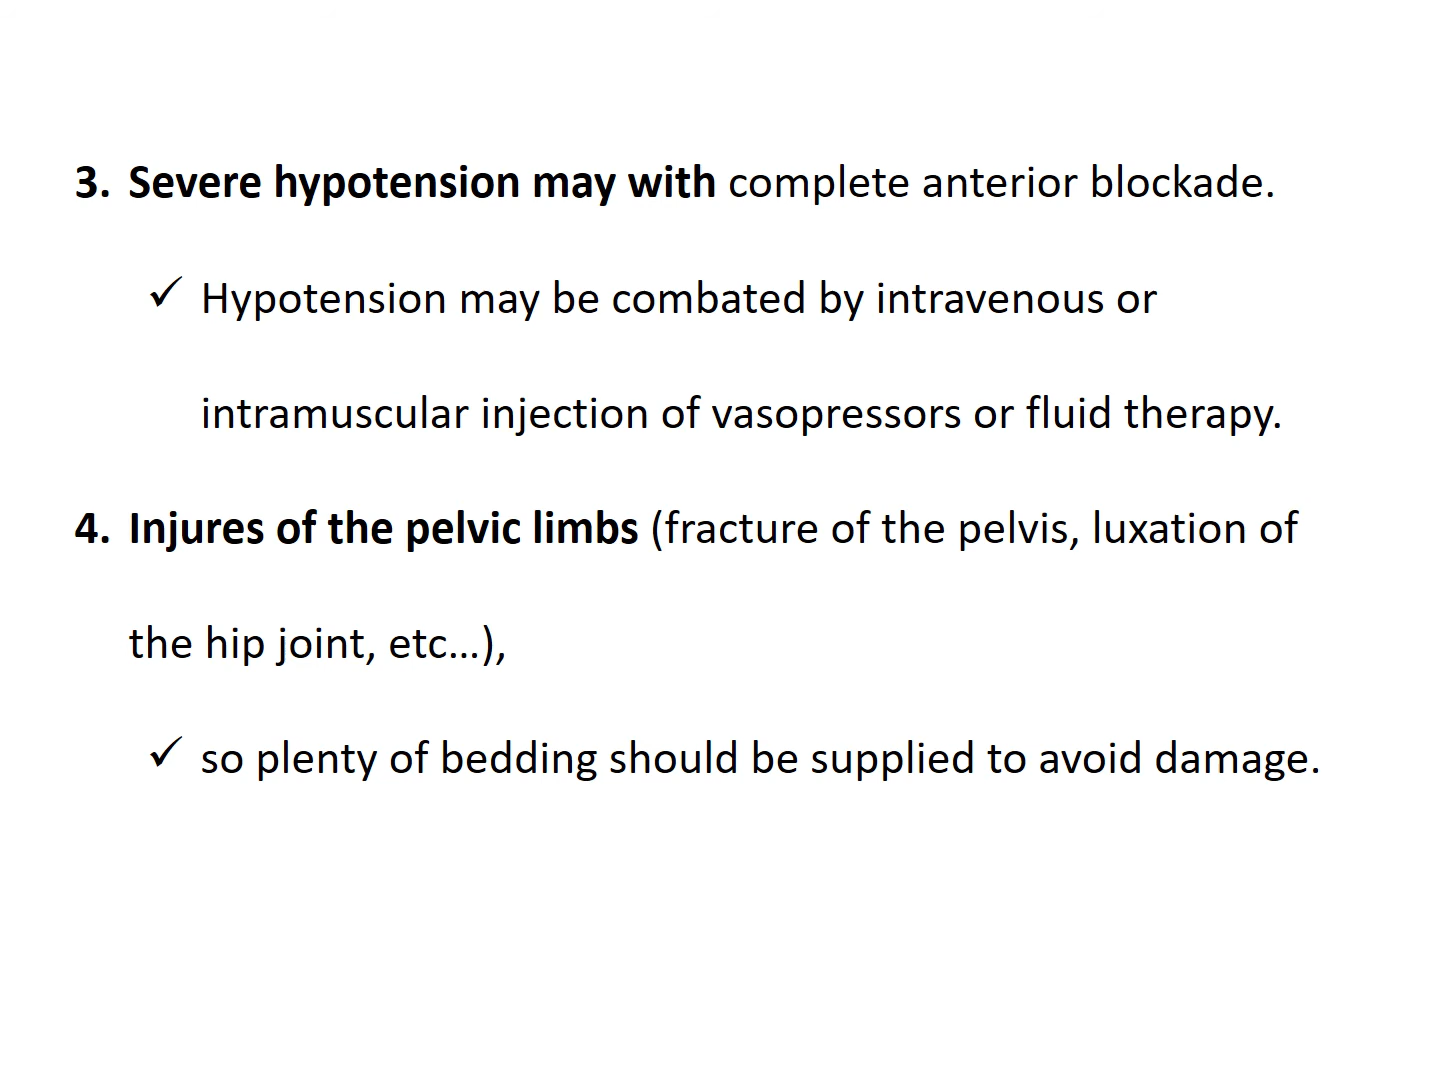 3. Severe hypotension may with complete anterior blockade.
✓ Hypotension may be combated by intravenous or
intramuscular injection of vasopressors or fluid therapy.
4. Injures of the pelvic limbs (fracture of the pelvis, luxation of
the hip joint, etc...),
✓ so plenty of bedding should be supplied to avoid damage.